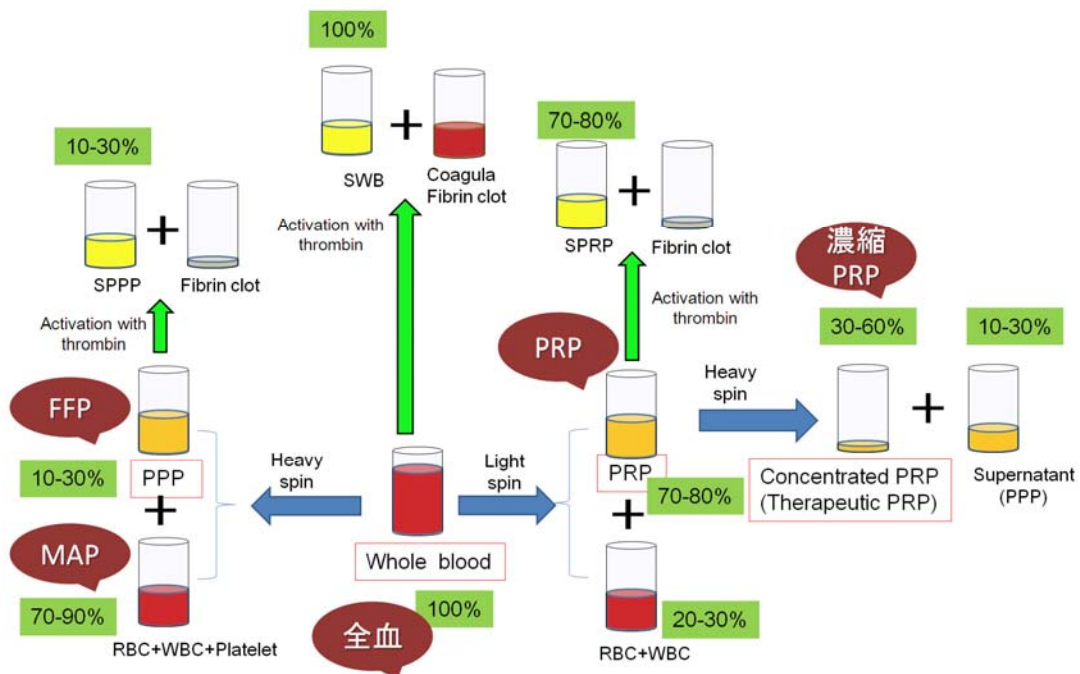 100%
+
SWB
Coagula
Fibrin clot
10-30%
+
SPPP
Fibrin clot
70-80%
+
SPRP
Fibrin clot
Activation with
thrombin
Activation with
thrombin
Activation with
thrombin
濃縮
PRP
30-60%
10-30%
+
Concentrated PRP
(Therapeutic PRP)
Supernatant
(PPP)
PRP
Heavy
spin
FFP
10-30%
PPP
+
MAP
70-90%
RBC+WBC+Platelet
Heavy
spin
Whole blood
100%
全血
Light
spin
PRP
70-80%
+
20-30%
RBC+WBC